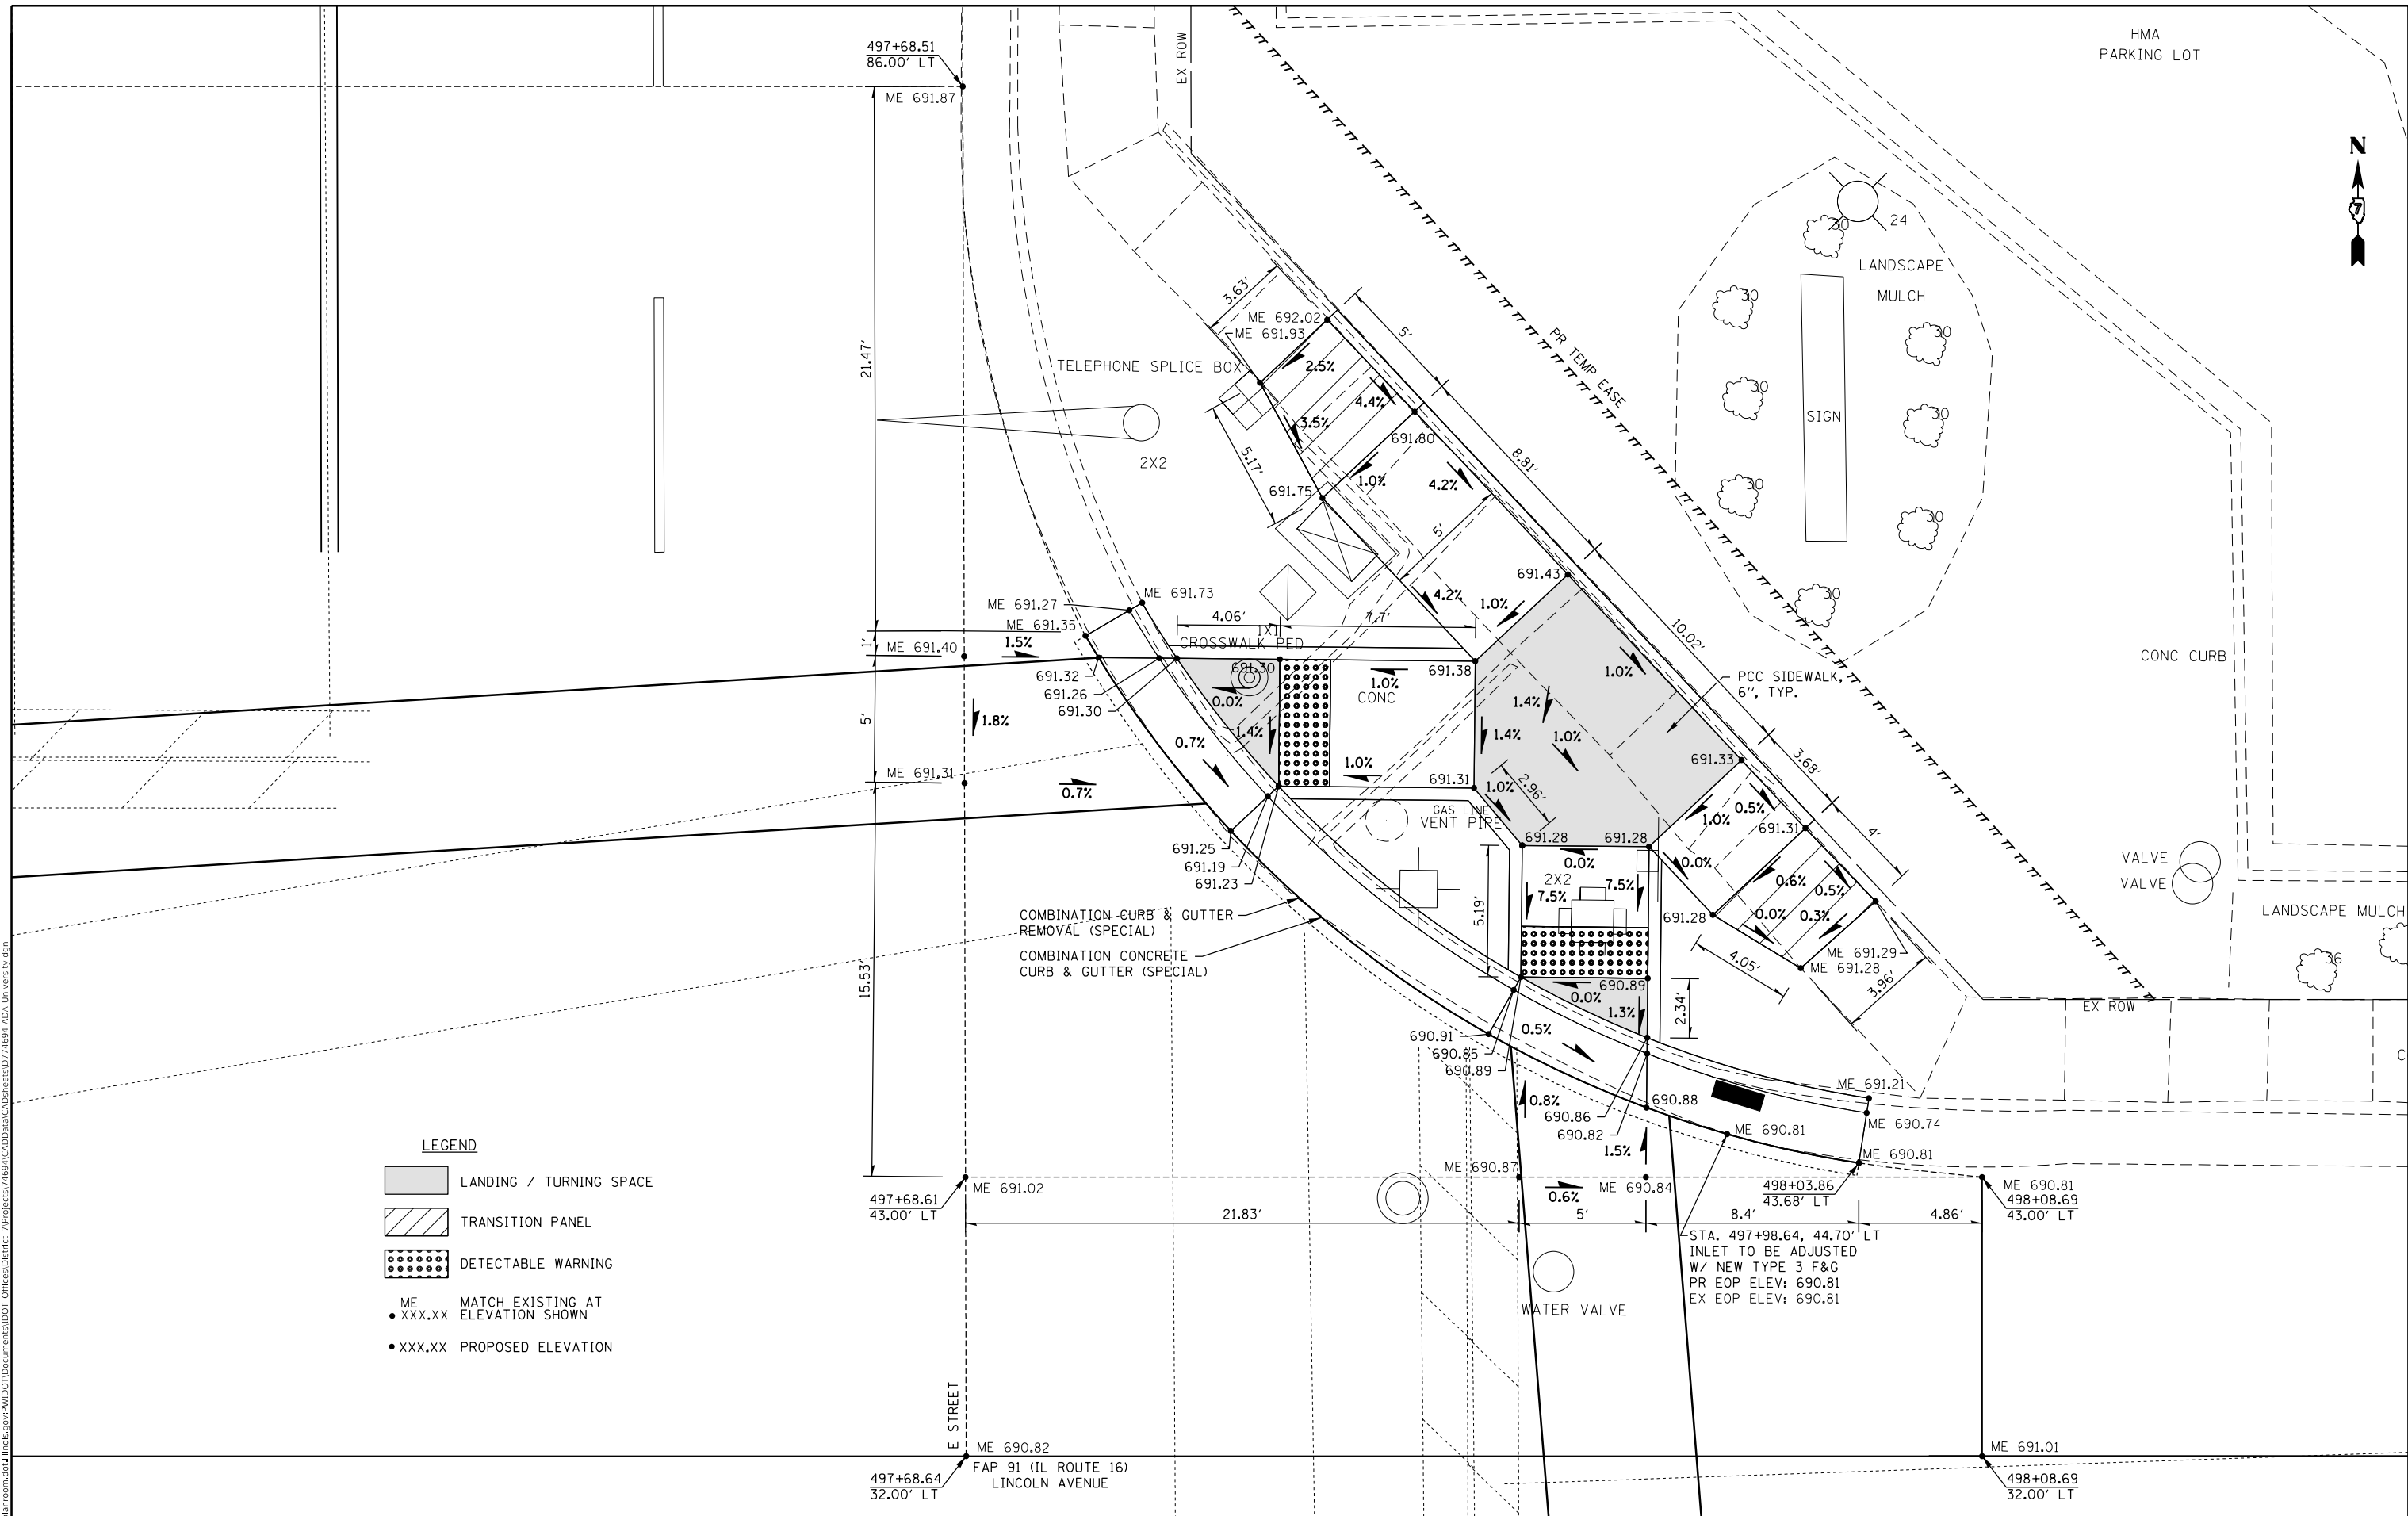 HMA
PARKING LOT
497+68.51
86.00' LT
ME 691.87
EX ROW
N
7
30
24
LANDSCAPE
MULCH
30
30
30
30
30
30
30
SIGN
3.63'
ME 692.02
ME 691.93
5'
PR TEMP EASE
TELEPHONE SPLICE BOX
2.5%
4.4%
3.5%
21.47'
2X2
5.17'
691.80
8.81'
691.75
1.0%
4.2%
5'
691.43
4.2%
1.0%
ME 691.73
ME 691.27
ME 691.35
4.06'
7.7'
1X1
CROSSWALK PED
10.02'
1'
ME 691.40
1.5%
691.30
1.0%
691.38
1.0%
CONC CURB
691.32
691.26
691.30
0.0%
CONC
1.4%
PCC SIDEWALK,
6", TYP.
5'
1.8%
0.7%
1.4%
1.4%
1.0%
691.33
3.68'
ME 691.31
0.7%
1.0%
691.31
1.0%
2.96'
0.5%
GAS LINE
VENT PIPE
1.0%
691.31
4'
691.25
691.19
691.23
691.28
691.28
0.0%
0.0%
VALVE
VALVE
2X2
7.5%
7.5%
0.6%
0.5%
5.19'
691.28
0.0%
0.3%
LANDSCAPE MULCH
COMBINATION CURB & GUTTER
REMOVAL (SPECIAL)
COMBINATION CONCRETE
CURB & GUTTER (SPECIAL)
ME 691.29
ME 691.28
4.05'
3.96'
36
15.53'
690.89
0.0%
1.3%
2.34'
EX ROW
690.91
690.85
690.89
0.5%
C
ME 691.21
0.8%
690.88
690.86
690.82
ME 690.74
ME 690.81
1.5%
ME 690.81
LEGEND
LANDING / TURNING SPACE
TRANSITION PANEL
DETECTABLE WARNING
ME
XXX.XX
MATCH EXISTING AT
ELEVATION SHOWN
XXX.XX PROPOSED ELEVATION
ME 690.87
ME 691.02
497+68.61
43.00' LT
0.6%
ME 690.84
498+03.86
43.68' LT
ME 690.81
498+08.69
43.00' LT
21.83'
5'
8.4'
4.86'
STA. 497+98.64, 44.70' LT
INLET TO BE ADJUSTED
W/ NEW TYPE 3 F&G
PR EOP ELEV: 690.81
EX EOP ELEV: 690.81
WATER VALVE
E STREET
ME 690.82
FAP 91 (IL ROUTE 16)
LINCOLN AVENUE
497+68.64
32.00' LT
ME 691.01
498+08.69
32.00' LT